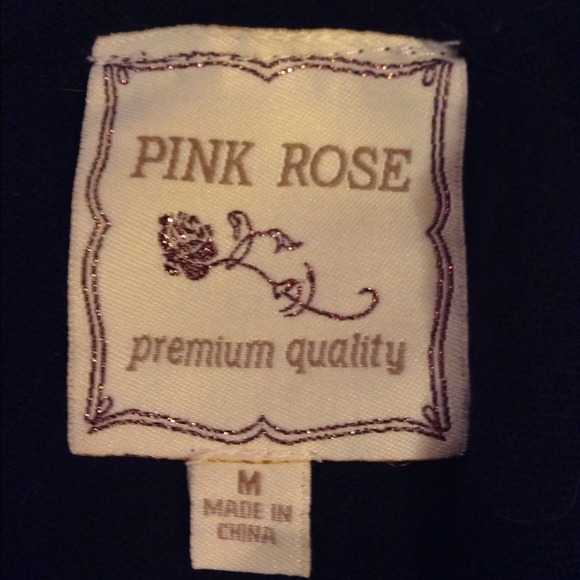 PINK ROSE
premium quality
M
MADE IN
CHINA